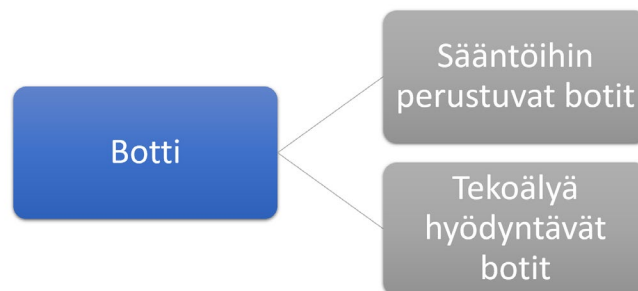 Sääntöihin
perustuvat botit
Botti
Tekoälyä
hyödyntävät
botit